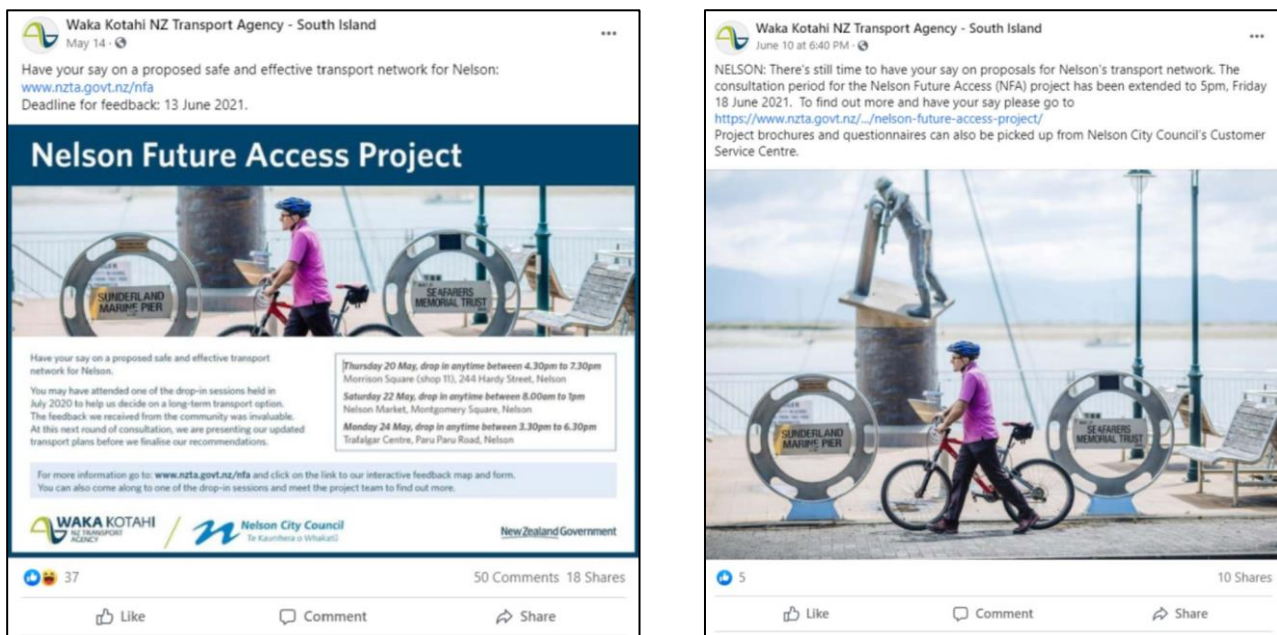 Waka Kotahi NZ Transport Agency - South Island
May 14 ·
Have your say on a proposed safe and effective transport network for Nelson:
www.nzta.govt.nz/nfa
Deadline for feedback: 13 June 2021.
Nelson Future Access Project
SUNDERLAND
MARINE PIER
SEAFARERS
MEMORIAL TRUST
Have your say on a proposed safe and effective transport
network for Nelson.
You may have attended one of the drop-in sessions held in
July 2020 to help us decide on a long-term transport option.
The feedback we received from the community was invaluable.
At this next round of consultation, we are presenting our updated
transport plans before we finalise our recommendations.
Thursday 20 May, drop in anytime between 4.30pm to 7.30pm
Morrison Square (shop 11), 244 Hardy Street, Nelson
Saturday 22 May, drop in anytime between 8.00am to 1pm
Nelson Market, Montgomery Square, Nelson
Monday 24 May, drop in anytime between 3.30pm to 6.30pm
Trafalgar Centre, Paru Paru Road, Nelson
For more information go to: www.nzta.govt.nz/nfa and click on the link to our interactive feedback map and form.
You can also come along to one of the drop-in sessions and meet the project team to find out more.
WAKA KOTAHI
NZ TRANSPORT
AGENCY
Nelson City Council
Te Kaunihera o Whakatū
New Zealand Government
37
50 Comments 18 Shares
Like
Comment
Share
Waka Kotahi NZ Transport Agency - South Island
June 10 at 6:40 PM ·
NELSON: There's still time to have your say on proposals for Nelson's transport network. The
consultation period for the Nelson Future Access (NFA) project has been extended to 5pm, Friday
18 June 2021. To find out more and have your say please go to
https://www.nzta.govt.nz/.../nelson-future-access-project/
Project brochures and questionnaires can also be picked up from Nelson City Council's Customer
Service Centre.
SUNDERLAND
MARINE PIER
SEAFARERS
MEMORIAL TRUST
5
10 Shares
Like
Comment
Share